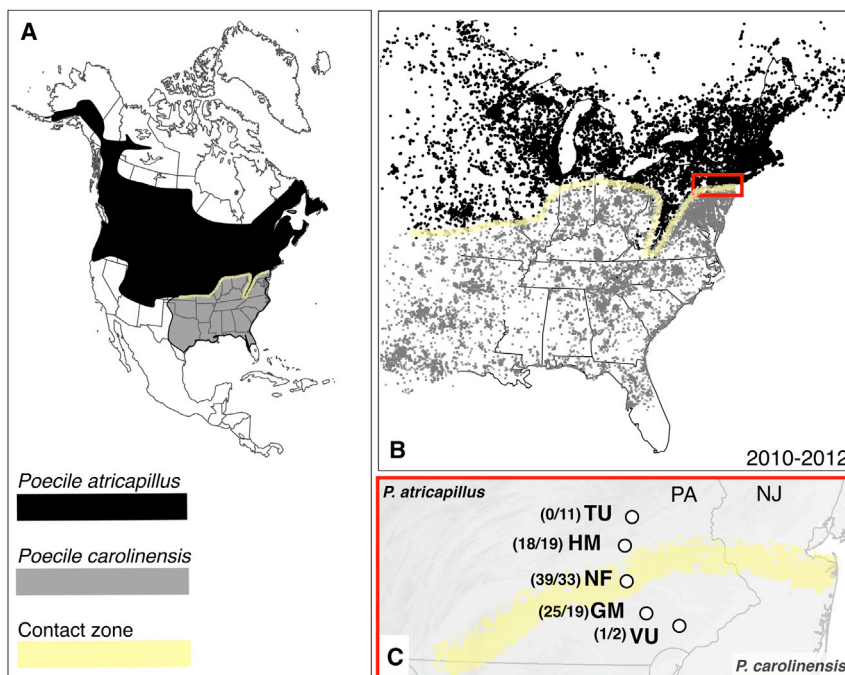 A
Poecile atricapillus
Poecile carolinensis
Contact zone
B
2010-2012
P. atricapillus
PA
NJ
(0/11) TU
(18/19) HM
(39/33) NF
(25/19) GM
(1/2) VU
C
P. carolinensis